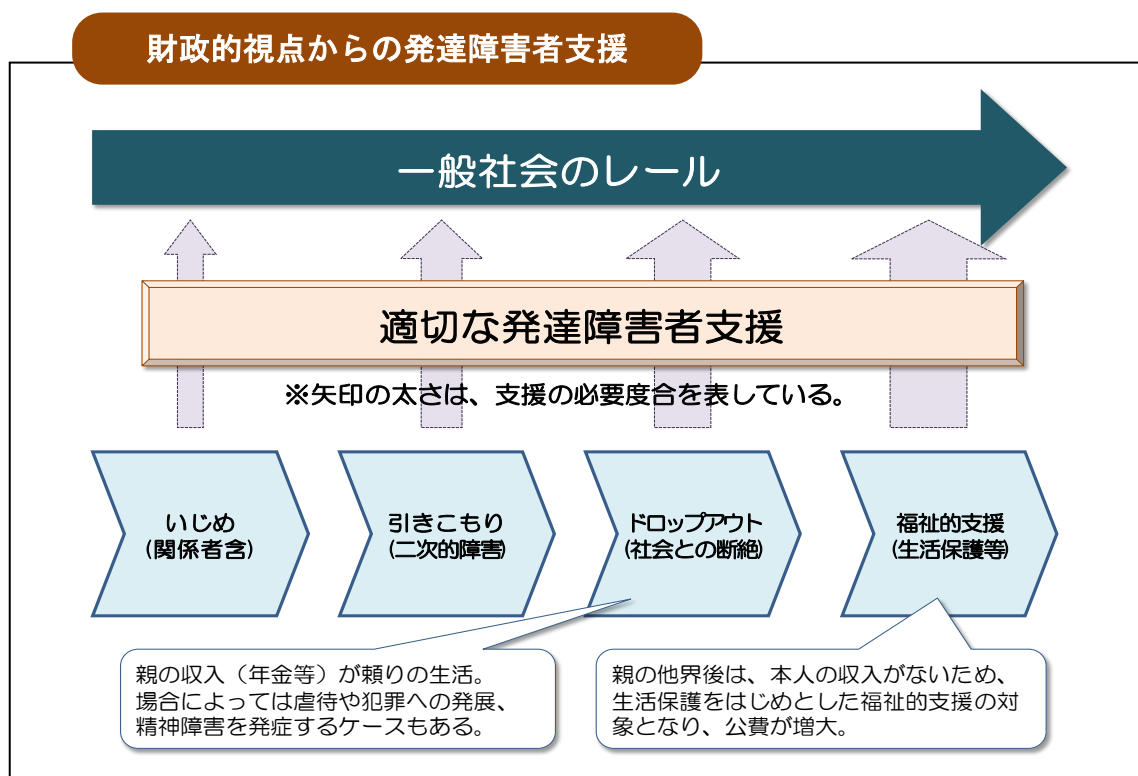 財政的視点からの発達障害者支援
一般社会のレール
適切な発達障害者支援
※矢印の太さは、支援の必要度合を表している。
いじめ
(関係者含)
引きこもり
(二次的障害)
ドロップアウト
(社会との断絶)
福祉的支援
(生活保護等)
親の収入（年金等）が頼りの生活。
場合によっては虐待や犯罪への発展、
精神障害を発症するケースもある。
親の他界後は、本人の収入がないため、
生活保護をはじめとした福祉的支援の対
象となり、公費が増大。